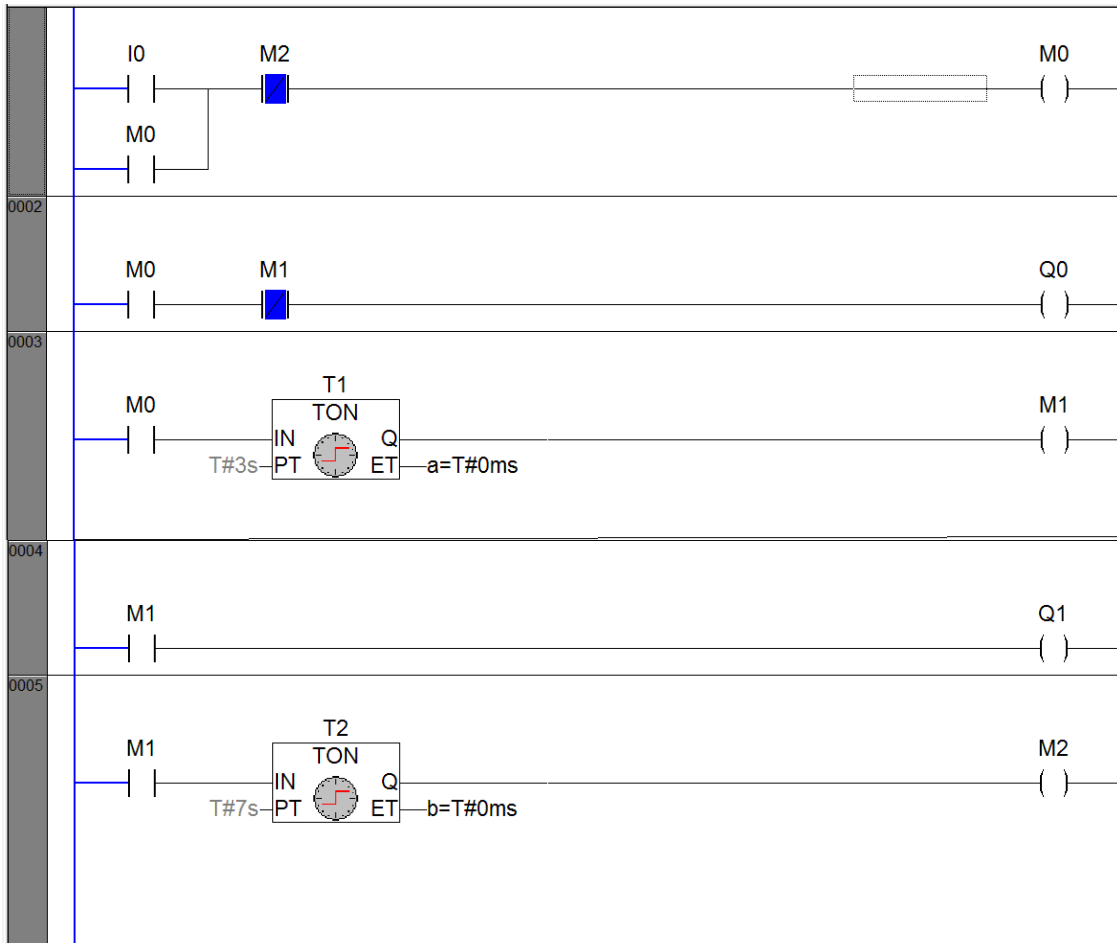 I0 M2 M0
M0
0002
M0 M1 Q0
0003
T1
M0 TON M1
IN Q
T#3s PT ET a=T#0ms
0004
M1 Q1
0005
T2
M1 TON M2
IN Q
T#7s PT ET b=T#0ms